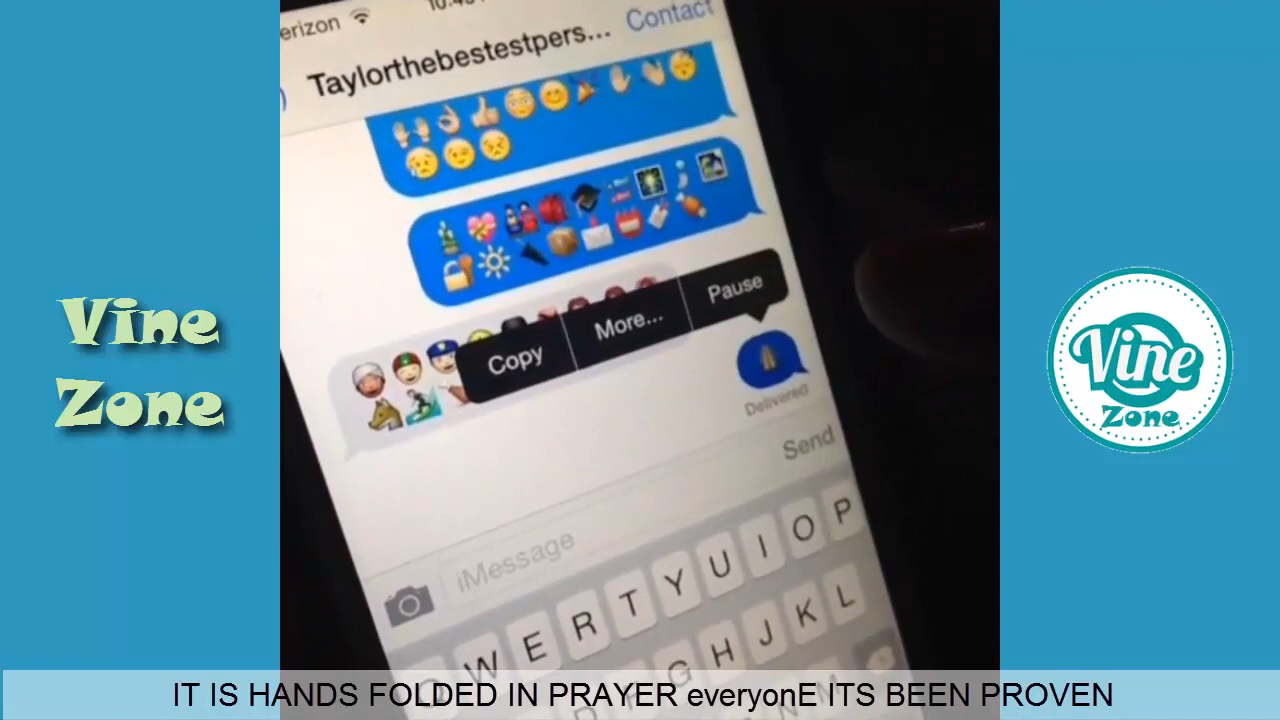 erizon
Taylorthebestestpers...
Contact
Copy
More...
Pause
Delivered
Send
iMessage
W E R T Y U I O P
G H J K L
Vine
Zone
Vine
Zone
IT IS HANDS FOLDED IN PRAYER everyonE ITS BEEN PROVEN